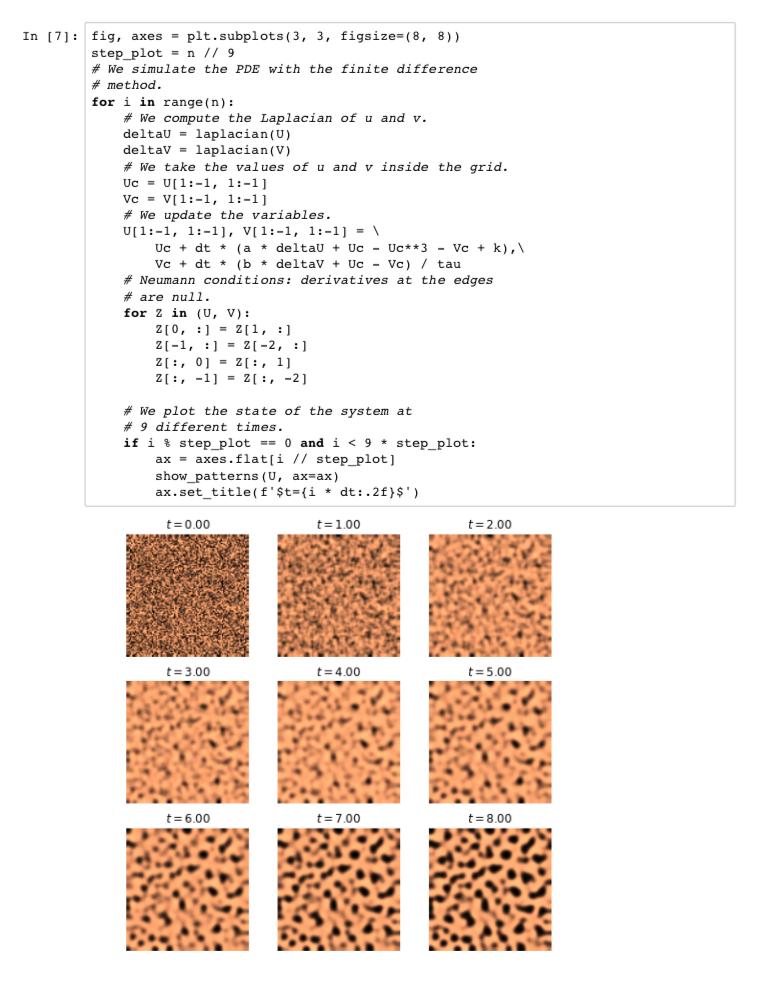 In [7]: fig, axes = plt.subplots(3, 3, figsize=(8, 8))
step_plot = n // 9
# We simulate the PDE with the finite difference
# method.
for i in range(n):
    # We compute the Laplacian of u and v.
    deltaU = laplacian(U)
    deltaV = laplacian(V)
    # We take the values of u and v inside the grid.
    Uc = U[1:-1, 1:-1]
    Vc = V[1:-1, 1:-1]
    # We update the variables.
    U[1:-1, 1:-1], V[1:-1, 1:-1] = \
        Uc + dt * (a * deltaU + Uc - Uc**3 - Vc + k),\
        Vc + dt * (b * deltaV + Uc - Vc) / tau
    # Neumann conditions: derivatives at the edges
    # are null.
    for Z in (U, V):
        Z[0, :] = Z[1, :]
        Z[-1, :] = Z[-2, :]
        Z[:, 0] = Z[:, 1]
        Z[:, -1] = Z[:, -2]
    # We plot the state of the system at
    # 9 different times.
    if i % step_plot == 0 and i < 9 * step_plot:
        ax = axes.flat[i // step_plot]
        show_patterns(U, ax=ax)
        ax.set_title(f'$t={i * dt:.2f}$')
t = 0.00 t = 1.00 t = 2.00
t = 3.00 t = 4.00 t = 5.00
t = 6.00 t = 7.00 t = 8.00